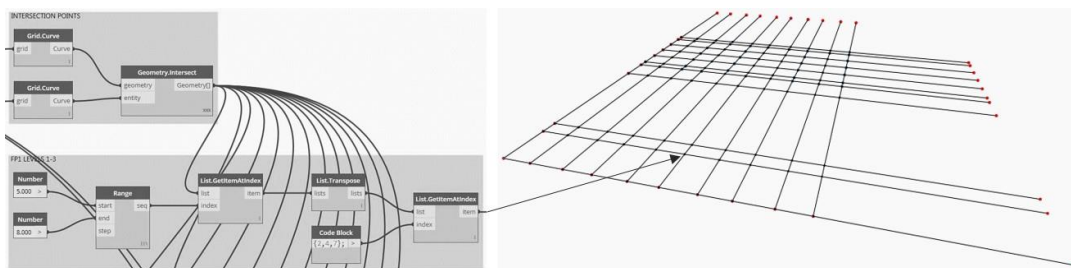 INTERSECTION POINTS
Grid.Curve
grid Curve
Geometry.Intersect
geometry Geometry[]
entity
Grid.Curve
grid Curve
FP1 LEVELS 1-3
Number
5.000 >
Number
8.000 >
Range
start seq
end
step
List.GetItemAtIndex
list item
index
List.Transpose
lists lists
Code Block
{2,4,7}; >
List.GetItemAtIndex
list item
index